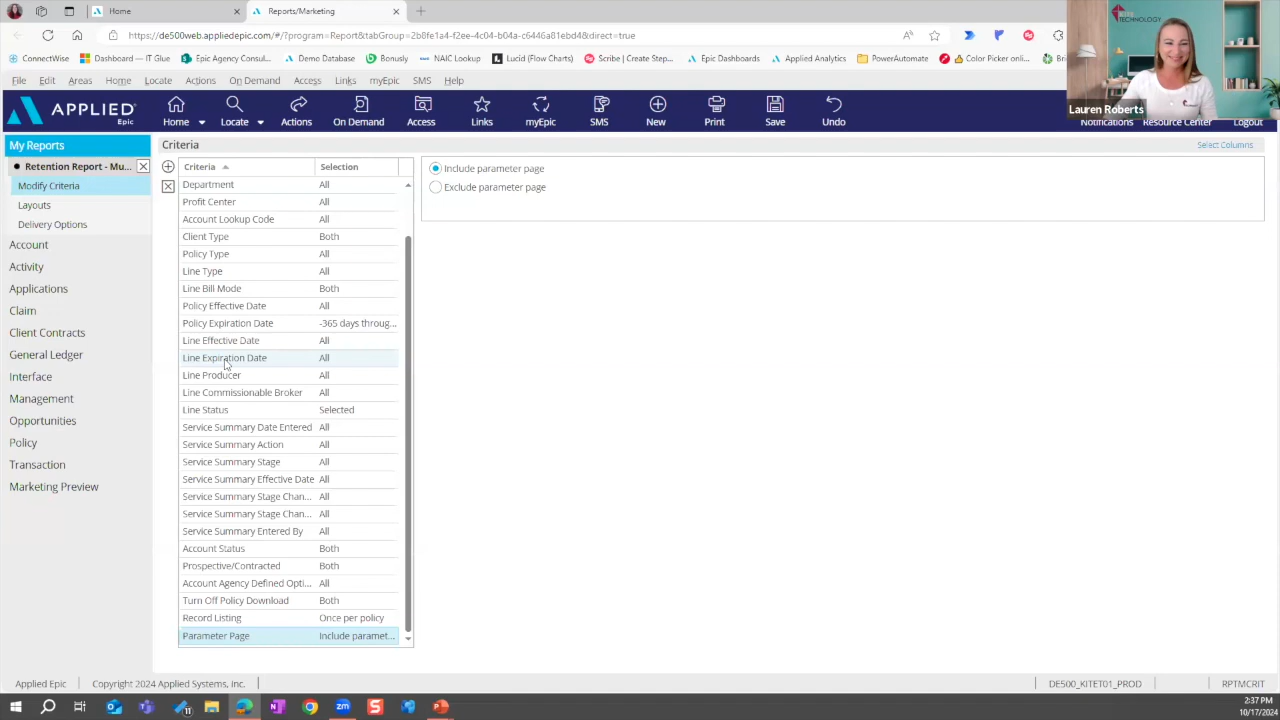 Home
Reports/Marketing
https://de500web.appliedepic.com/#/?program=Report&tabGroup=2b8fe1a4-f2ee-4c04-b04a-c6446a81ebd4&direct=true
ConnectWise
Dashboard — IT Glue
Epic Agency Consul...
Demo Database
Bonusly
NAIC Lookup
Lucid (Flow Charts)
Scribe | Create Step...
Epic Dashboards
Applied Analytics
PowerAutomate
Color Picker onlin...
TECHNOLOGY
Lauren Roberts
File Edit Areas Home Locate Actions On Demand Access Links myEpic SMS Help
APPLIED
Epic
Home Locate Actions On Demand Access Links myEpic SMS New Print Save Undo Notifications Resource Center Logout
My Reports
Retention Report - Mu...
Modify Criteria
Layouts
Delivery Options
Account
Activity
Applications
Claim
Client Contracts
General Ledger
Interface
Management
Opportunities
Policy
Transaction
Marketing Preview
Criteria
Select Columns
Criteria Selection
Department All
Profit Center All
Account Lookup Code All
Client Type Both
Policy Type All
Line Type All
Line Bill Mode Both
Policy Effective Date All
Policy Expiration Date -365 days throug...
Line Effective Date All
Line Expiration Date All
Line Producer All
Line Commissionable Broker All
Line Status Selected
Service Summary Date Entered All
Service Summary Action All
Service Summary Stage All
Service Summary Effective Date All
Service Summary Stage Chan... All
Service Summary Stage Chan... All
Service Summary Entered By All
Account Status Both
Prospective/Contracted Both
Account Agency Defined Opti... All
Turn Off Policy Download Both
Record Listing Once per policy
Parameter Page Include paramet...
Include parameter page
Exclude parameter page
Applied Epic
Copyright 2024 Applied Systems, Inc.
DE500_KITET01_PROD
RPTMCRIT
2:37 PM
10/17/2024